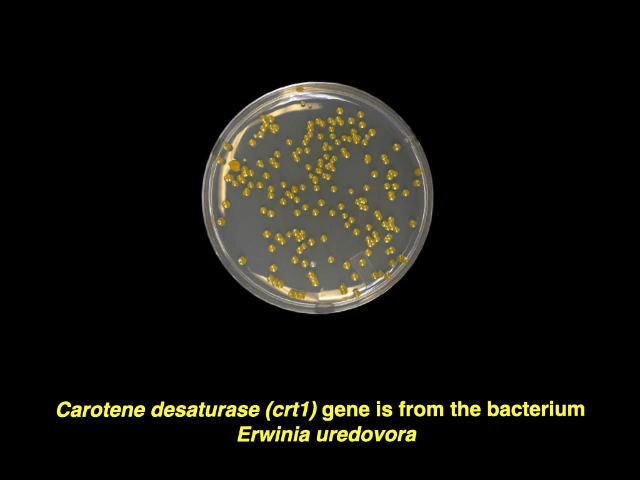 Carotene desaturase (crt1) gene is from the bacterium
Erwinia uredovora